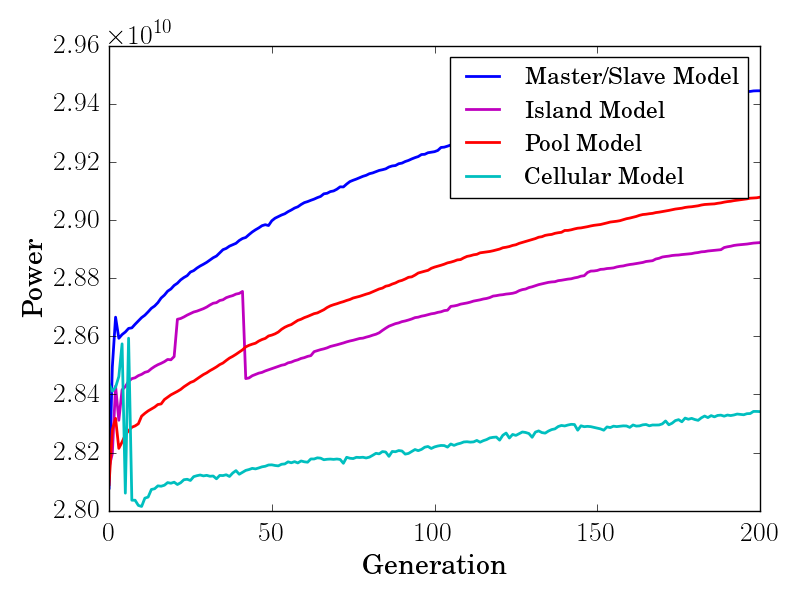 ×10^10
2.96
2.94
2.92
2.90
2.88
2.86
2.84
2.82
2.80
Power
Master/Slave Model
Island Model
Pool Model
Cellular Model
0 50 100 150 200
Generation